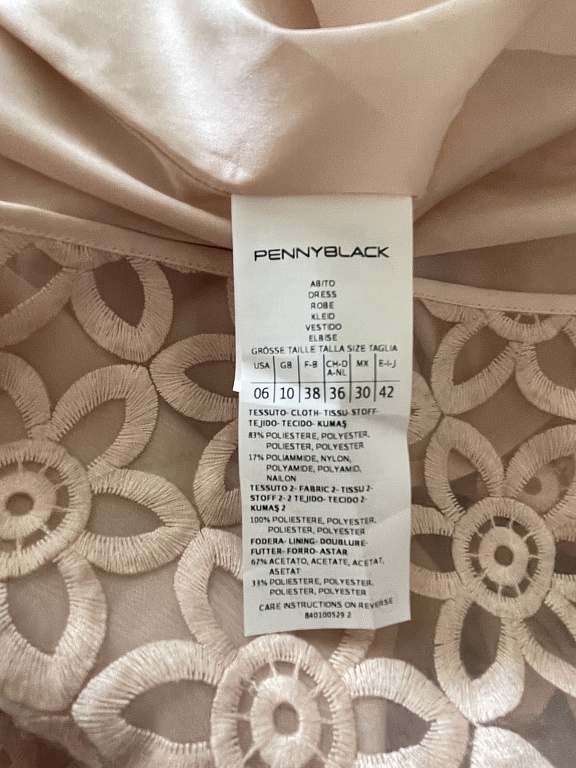 PENNYBLACK
ABITO
DRESS
ROBE
KLEID
VESTIDO
ELBISE
GRÖSSE TAILLE TALLA SIZE TAGLIA
USA GB F-B CH-D A-NL MX E-I-J
06 10 38 36 30 42
TESSUTO- CLOTH- TISSU- STOFF-
TEJIDO- TECIDO- KUMAŞ
83% POLIESTERE, POLYESTER,
POLIESTER, POLYESTER
17% POLIAMMIDE, NYLON,
POLYAMIDE, POLYAMID,
NAILON
TESSUTO 2- FABRIC 2- TISSU 2-
STOFF 2- 2 TEJIDO- TECIDO 2-
KUMAŞ 2
100% POLIESTERE, POLYESTER,
POLIESTER, POLYESTER
FODERA- LINING- DOUBLURE-
FUTTER- FORRO- ASTAR
67% ACETATO, ACETATE, ACETAT,
ASETAT
33% POLIESTERE, POLYESTER,
POLIESTER, POLYESTER
CARE INSTRUCTIONS ON REVERSE
840100529 2